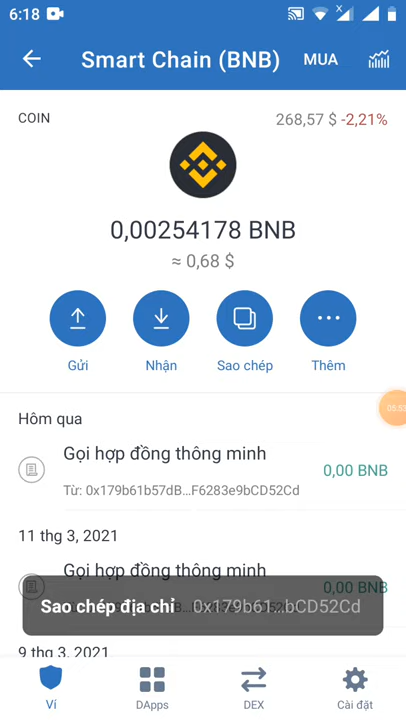 6:18
Smart Chain (BNB) MUA
COIN 268,57 $ -2,21%
0,00254178 BNB
≈ 0,68 $
Gửi Nhận Sao chép Thêm
Hôm qua
Gọi hợp đồng thông minh
0,00 BNB
Từ: 0x179b61b57dB...F6283e9bCD52Cd
11 thg 3, 2021
Gọi hợp đồng thông minh
0,00 BNB
Sao chép địa chỉ 0x179b61...bCD52Cd
9 thg 3, 2021
Ví DApps DEX Cài đặt